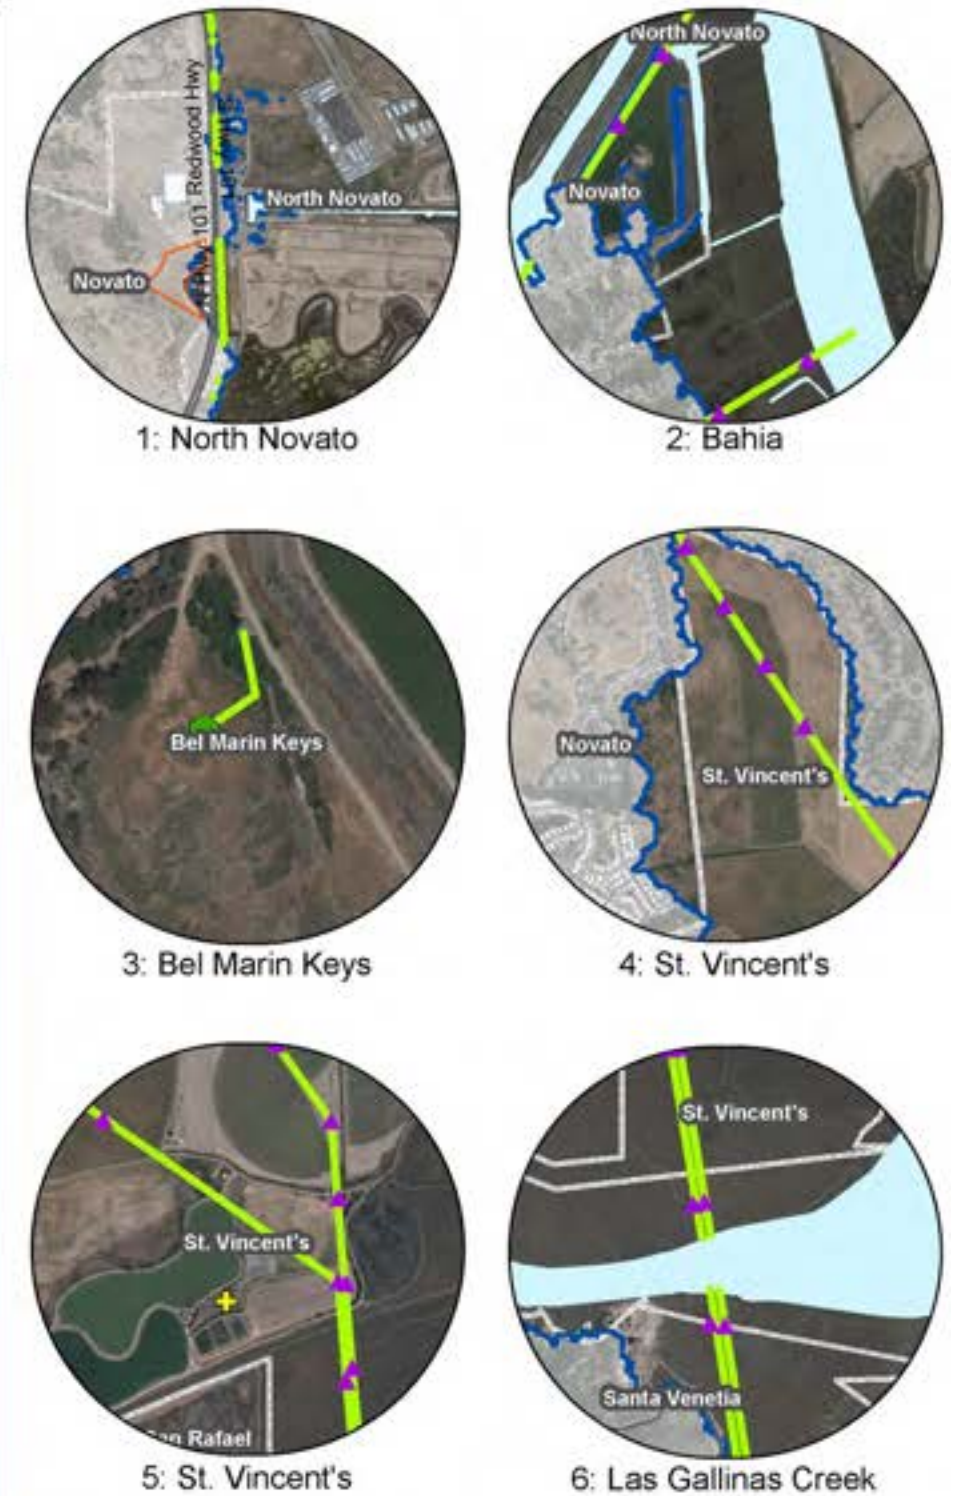 Hwy 101 Redwood Hwy
North Novato
Novato
1: North Novato
North Novato
Novato
2: Bahia
Bel Marin Keys
3: Bel Marin Keys
Novato
St. Vincent's
4: St. Vincent's
St. Vincent's
San Rafael
5: St. Vincent's
St. Vincent's
Santa Venetia
6: Las Gallinas Creek